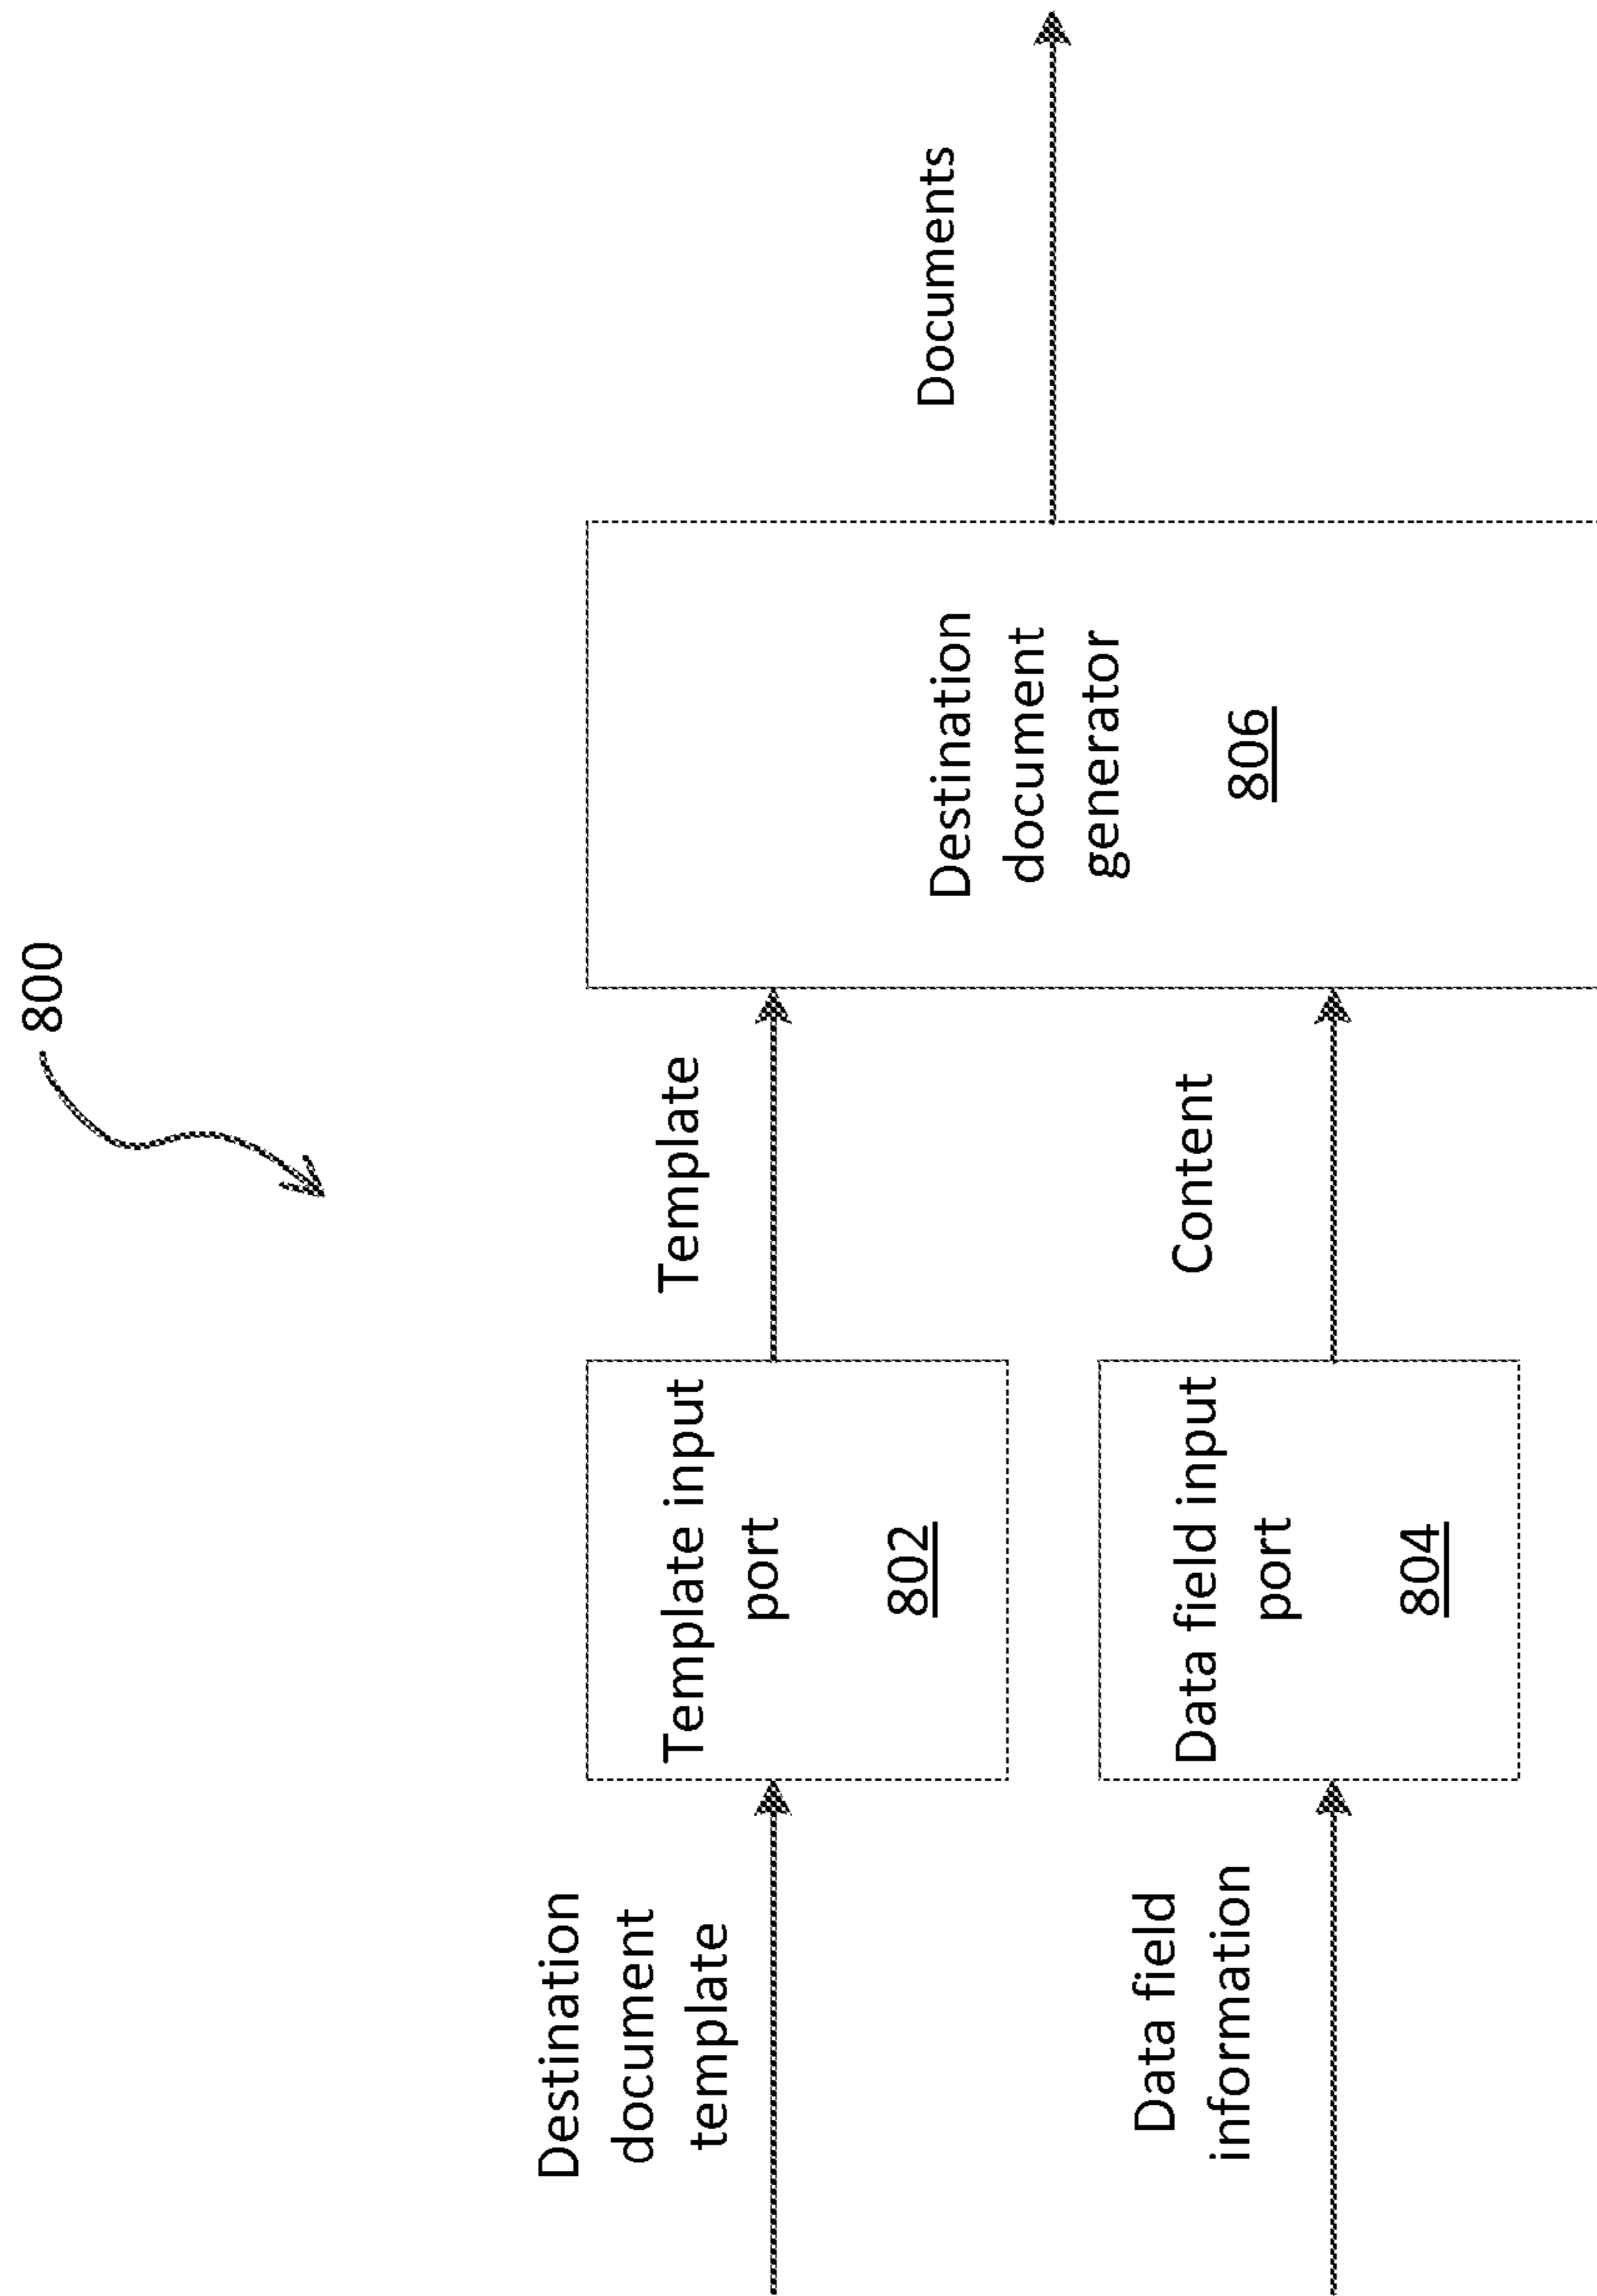 800
Destination
document
template
Template input
port
802
Template
Data field
information
Data field input
port
804
Content
Destination
document
generator
806
Documents